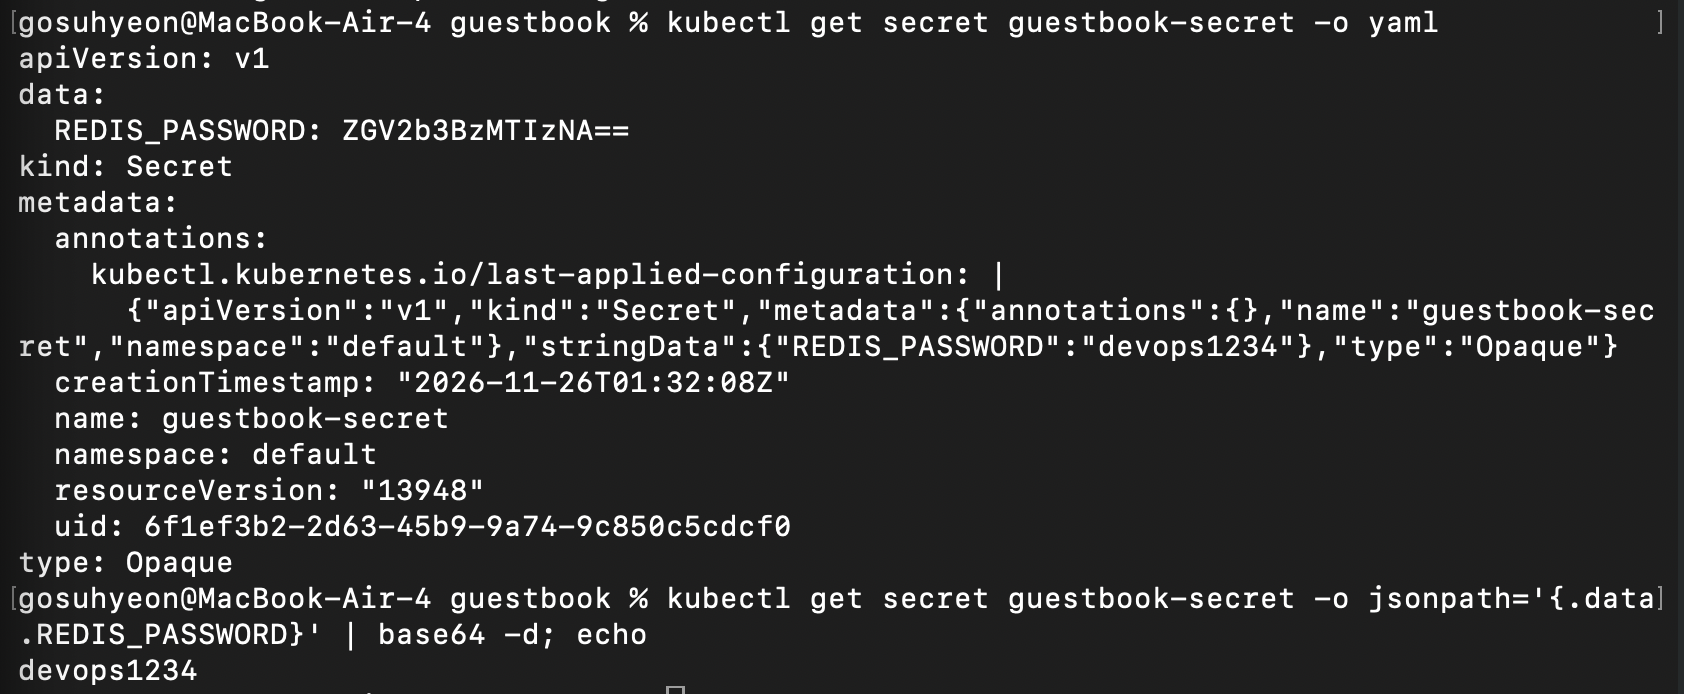 [gosuhyeon@MacBook-Air-4 guestbook % kubectl get secret guestbook-secret -o yaml ]
apiVersion: v1
data:
  REDIS_PASSWORD: ZGV2b3BzMTIzNA==
kind: Secret
metadata:
  annotations:
    kubectl.kubernetes.io/last-applied-configuration: |
      {"apiVersion":"v1","kind":"Secret","metadata":{"annotations":{},"name":"guestbook-sec
ret","namespace":"default"},"stringData":{"REDIS_PASSWORD":"devops1234"},"type":"Opaque"}
  creationTimestamp: "2026-11-26T01:32:08Z"
  name: guestbook-secret
  namespace: default
  resourceVersion: "13948"
  uid: 6f1ef3b2-2d63-45b9-9a74-9c850c5cdcf0
type: Opaque
[gosuhyeon@MacBook-Air-4 guestbook % kubectl get secret guestbook-secret -o jsonpath='{.data]
.REDIS_PASSWORD}' | base64 -d; echo
devops1234